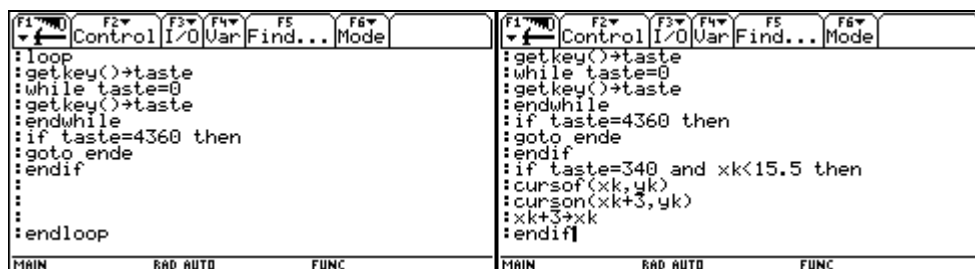 F1 F2 F3 F4 F5 F6
Control I/O Var Find... Mode
:loop
:getkey()→taste
:while taste=0
:getkey()→taste
:endwhile
:if taste=4360 then
:goto ende
:endif
:
:
:
:endloop
MAIN RAD AUTO FUNC
F1 F2 F3 F4 F5 F6
Control I/O Var Find... Mode
:getkey()→taste
:while taste=0
:getkey()→taste
:endwhile
:if taste=4360 then
:goto ende
:endif
:if taste=340 and xk<15.5 then
:cursof(xk,yk)
:curson(xk+3,yk)
:xk+3→xk
:endif
MAIN RAD AUTO FUNC